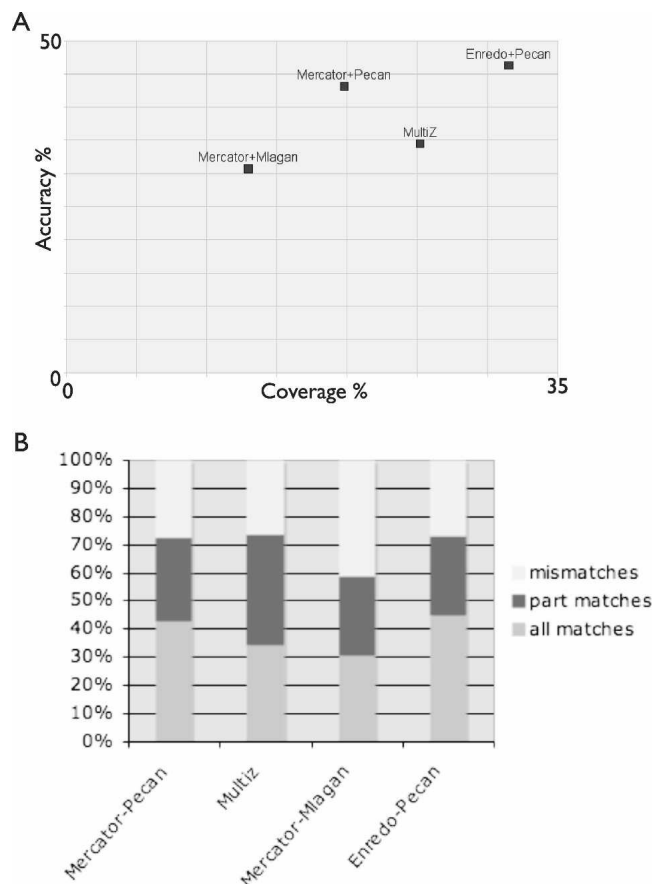 A
50
Enredo+Pecan
Mercator+Pecan
MultiZ
Mercator+Mlagan
Accuracy %
0
0
Coverage %
35
B
100%
90%
80%
70%
60%
50%
40%
30%
20%
10%
0%
mismatches
part matches
all matches
Mercator-Pecan
Multiz
Mercator-Mlagan
Enredo-Pecan